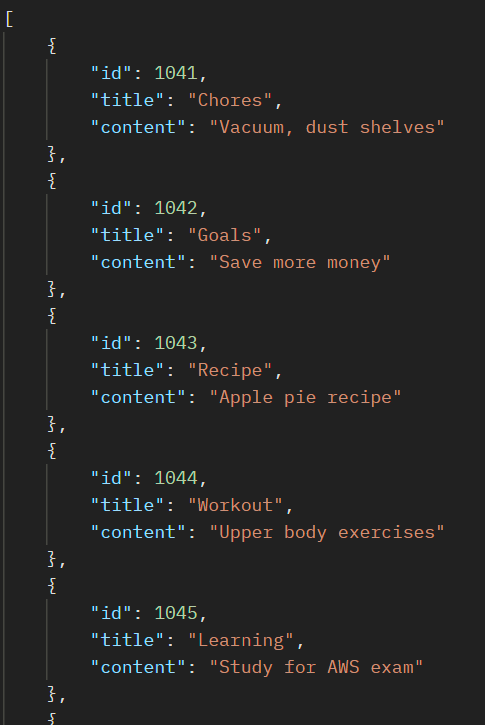 [
    {
        "id": 1041,
        "title": "Chores",
        "content": "Vacuum, dust shelves"
    },
    {
        "id": 1042,
        "title": "Goals",
        "content": "Save more money"
    },
    {
        "id": 1043,
        "title": "Recipe",
        "content": "Apple pie recipe"
    },
    {
        "id": 1044,
        "title": "Workout",
        "content": "Upper body exercises"
    },
    {
        "id": 1045,
        "title": "Learning",
        "content": "Study for AWS exam"
    },
    {